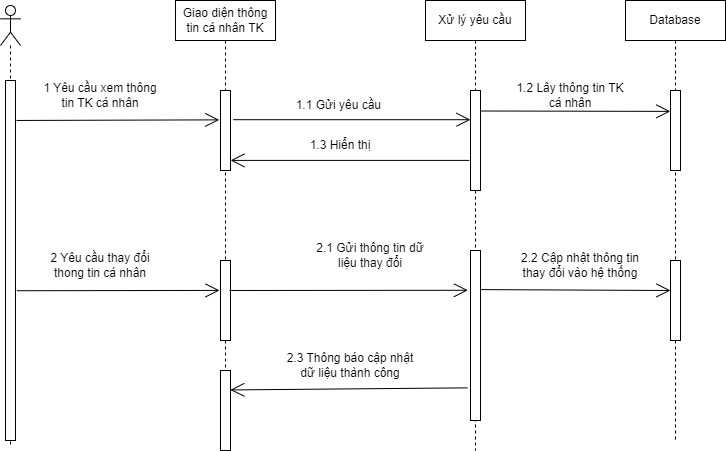 Giao diện thông
tin cá nhân TK
Xử lý yêu cầu
Database
1 Yêu cầu xem thông
tin TK cá nhân
1.1 Gửi yêu cầu
1.2 Lây thông tin TK
cá nhân
1.3 Hiển thị
2 Yêu cầu thay đổi
thong tin cá nhân
2.1 Gửi thông tin dữ
liệu thay đổi
2.2 Cập nhật thông tin
thay đổi vào hệ thống
2.3 Thông báo cập nhật
dữ liệu thành công